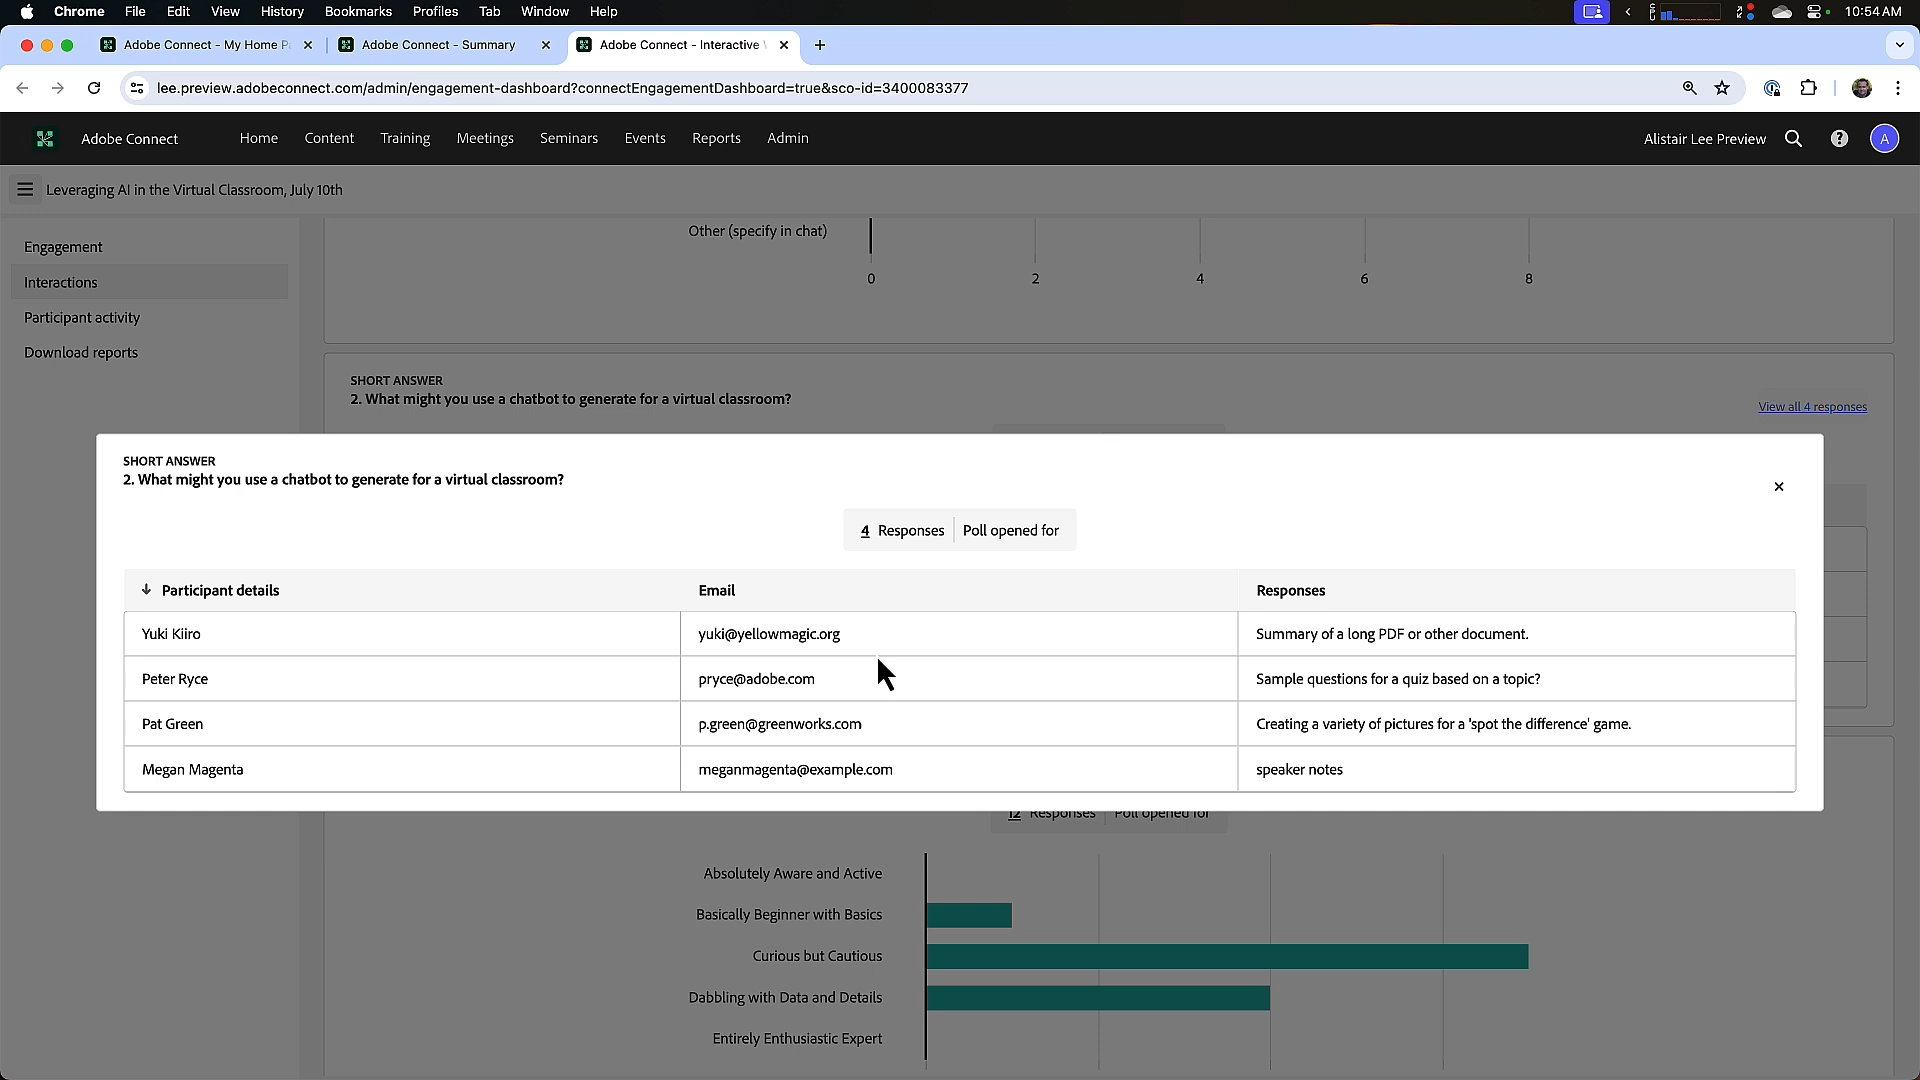 Chrome File Edit View History Bookmarks Profiles Tab Window Help 10:54 AM
Adobe Connect - My Home P
Adobe Connect - Summary
Adobe Connect - Interactive
lee.preview.adobeconnect.com/admin/engagement-dashboard?connectEngagementDashboard=true&sco-id=3400083377
Adobe Connect Home Content Training Meetings Seminars Events Reports Admin Alistair Lee Preview A
Leveraging AI in the Virtual Classroom, July 10th
Engagement
Interactions
Participant activity
Download reports
Other (specify in chat)
0 2 4 6 8
SHORT ANSWER
2. What might you use a chatbot to generate for a virtual classroom?
View all 4 responses
SHORT ANSWER
2. What might you use a chatbot to generate for a virtual classroom?
4 Responses Poll opened for
Participant details Email Responses
Yuki Kiiro yuki@yellowmagic.org Summary of a long PDF or other document.
Peter Ryce pryce@adobe.com Sample questions for a quiz based on a topic?
Pat Green p.green@greenworks.com Creating a variety of pictures for a 'spot the difference' game.
Megan Magenta meganmagenta@example.com speaker notes
12 Responses Poll opened for
Absolutely Aware and Active
Basically Beginner with Basics
Curious but Cautious
Dabbling with Data and Details
Entirely Enthusiastic Expert